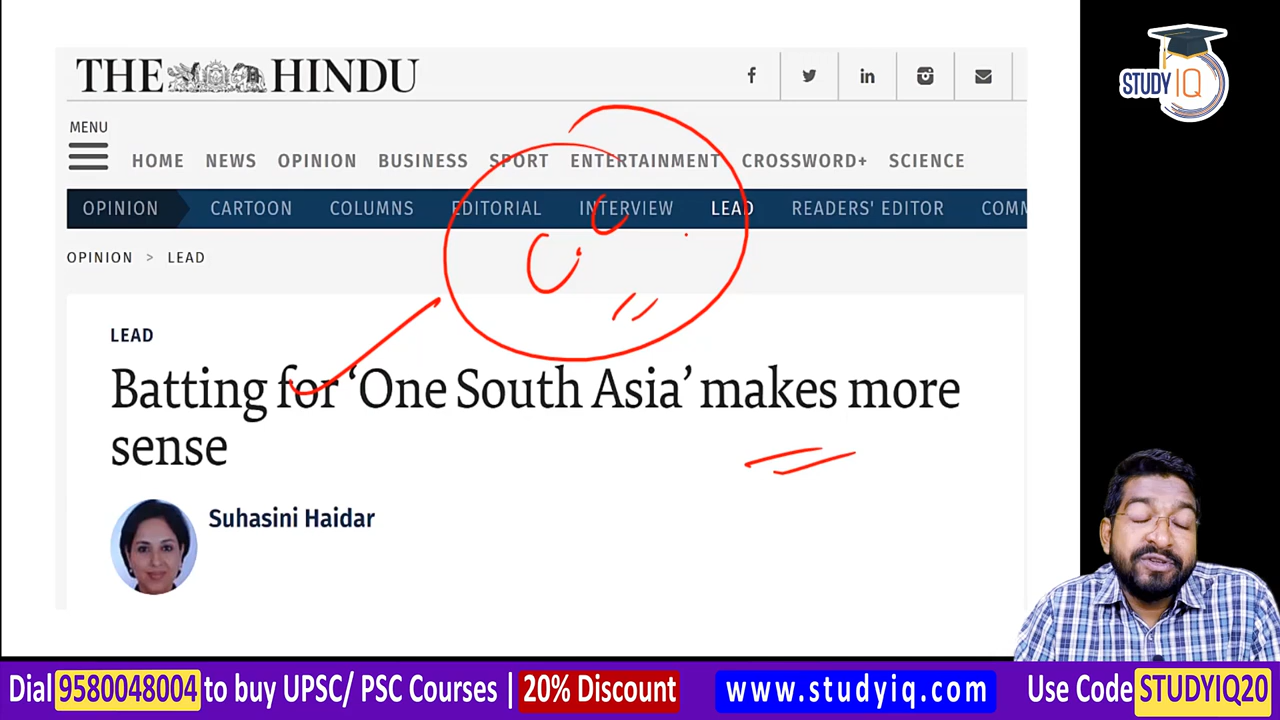 THE HINDU
STUDY IQ
MENU
HOME NEWS OPINION BUSINESS SPORT ENTERTAINMENT CROSSWORD+ SCIENCE
OPINION CARTOON COLUMNS EDITORIAL INTERVIEW LEAD READERS' EDITOR COMM
OPINION > LEAD
LEAD
Batting for ‘One South Asia’ makes more
sense
Suhasini Haidar
Dial 9580048004 to buy UPSC/ PSC Courses | 20% Discount www.studyiq.com Use Code STUDYIQ20